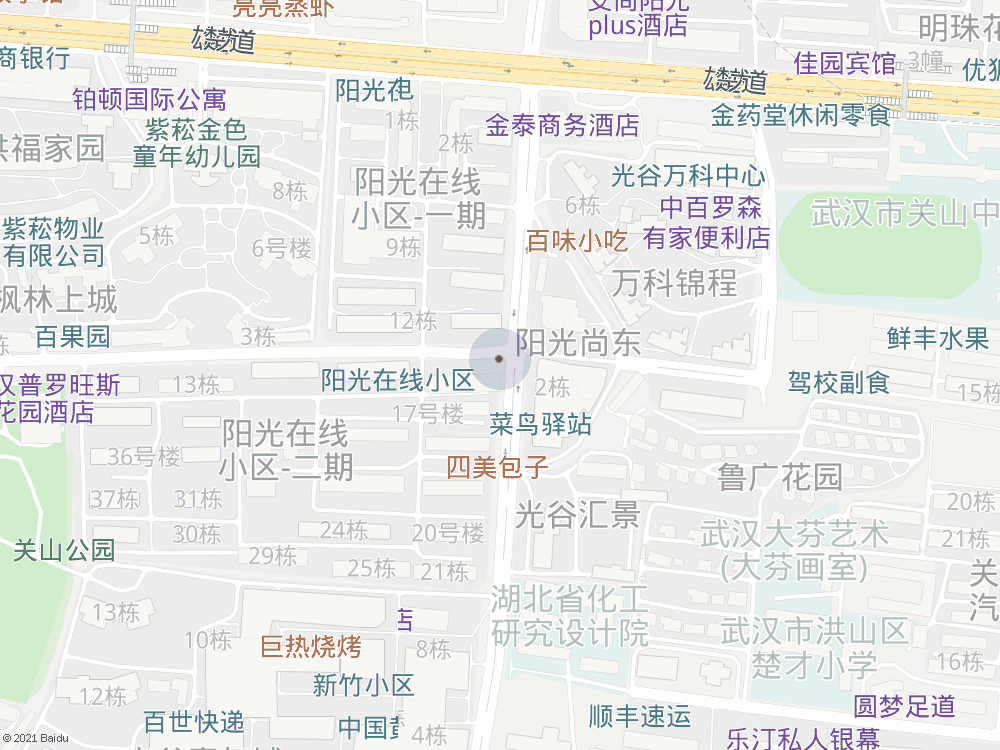 亮亮蒸虾
艾尚阳光
plus酒店
明珠花
商银行
雄楚大道
佳园宾馆
3幢
优狐
雄楚大道
铂顿国际公寓
阳光在
1栋
2栋
金泰商务酒店
金药堂休闲零食
紫菘金色
童年幼儿园
洪福家园
8栋
阳光在线
小区-一期
6栋
光谷万科中心
中百罗森
有家便利店
武汉市关山中
紫菘物业
有限公司
5栋
6号楼
9栋
百味小吃
万科锦程
枫林上城
百果园
3栋
12栋
阳光尚东
鲜丰水果
汉普罗旺斯
花园酒店
13栋
阳光在线小区
2栋
驾校副食
15栋
17号楼
菜鸟驿站
阳光在线
小区-二期
36号楼
四美包子
鲁广花园
37栋
31栋
30栋
24栋
20号楼
光谷汇景
20栋
21栋
武汉大芬艺术
(大芬画室)
关山公园
29栋
25栋
21栋
关
汽
湖北省化工
研究设计院
13栋
10栋
店
8栋
巨热烧烤
武汉市洪山区
楚才小学
16栋
新竹小区
12栋
百世快递
中国黄
4栋
顺丰速运
圆梦足道
乐汀私人银幕
© 2021 Baidu